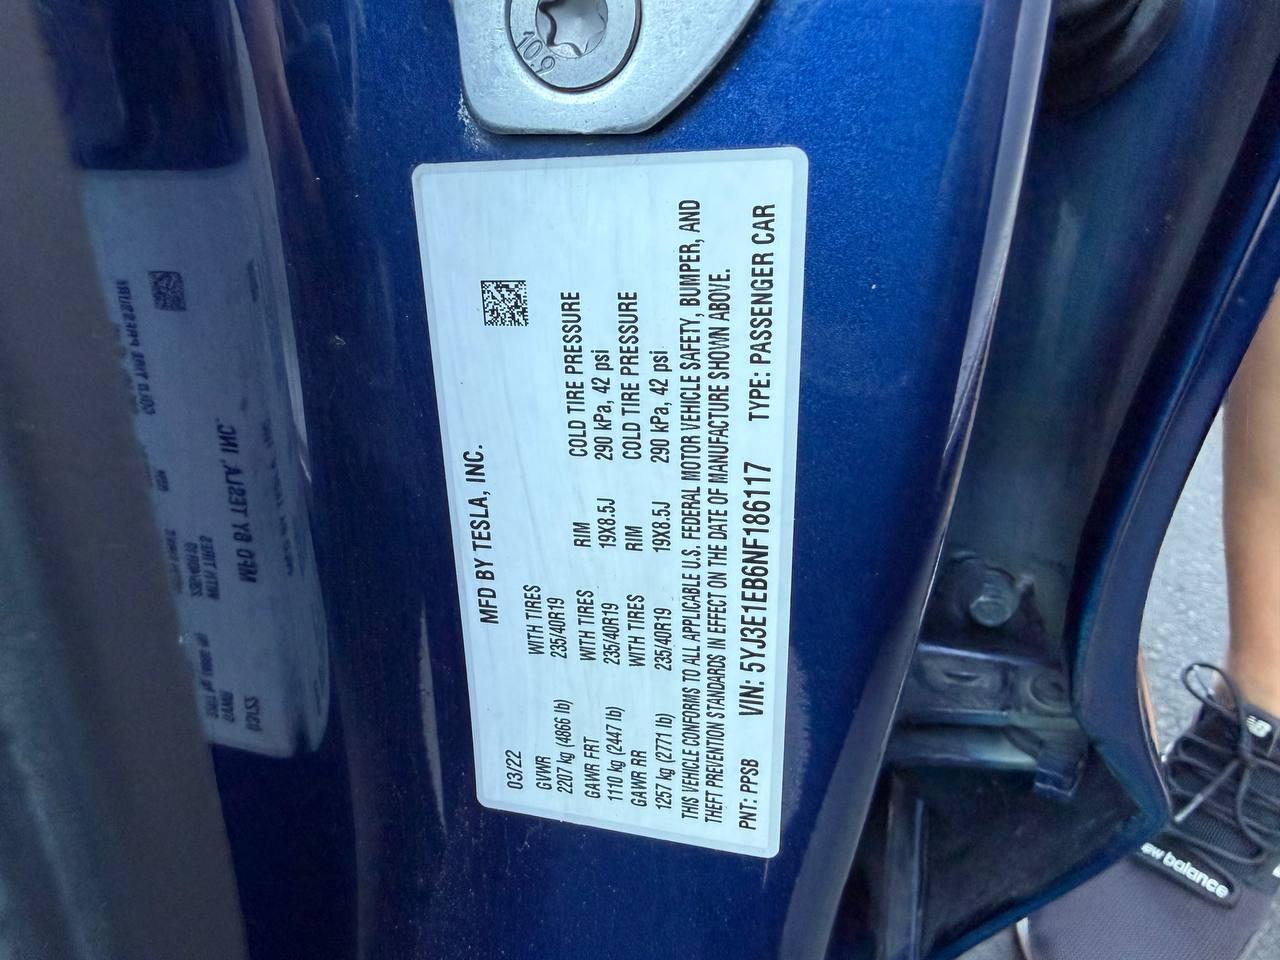 10.9
MFD BY TESLA, INC.
03/22
GVWR WITH TIRES
2207 kg (4866 lb) 235/40R19
GAWR FRT WITH TIRES RIM COLD TIRE PRESSURE
1110 kg (2447 lb) 235/40R19 19X8.5J 290 kPa, 42 psi
GAWR RR WITH TIRES RIM COLD TIRE PRESSURE
1257 kg (2771 lb) 235/40R19 19X8.5J 290 kPa, 42 psi
THIS VEHICLE CONFORMS TO ALL APPLICABLE U.S. FEDERAL MOTOR VEHICLE SAFETY, BUMPER, AND
THEFT PREVENTION STANDARDS IN EFFECT ON THE DATE OF MANUFACTURE SHOWN ABOVE.
PNT: PPSB VIN: 5YJ3E1EB6NF186117 TYPE: PASSENGER CAR
new balance